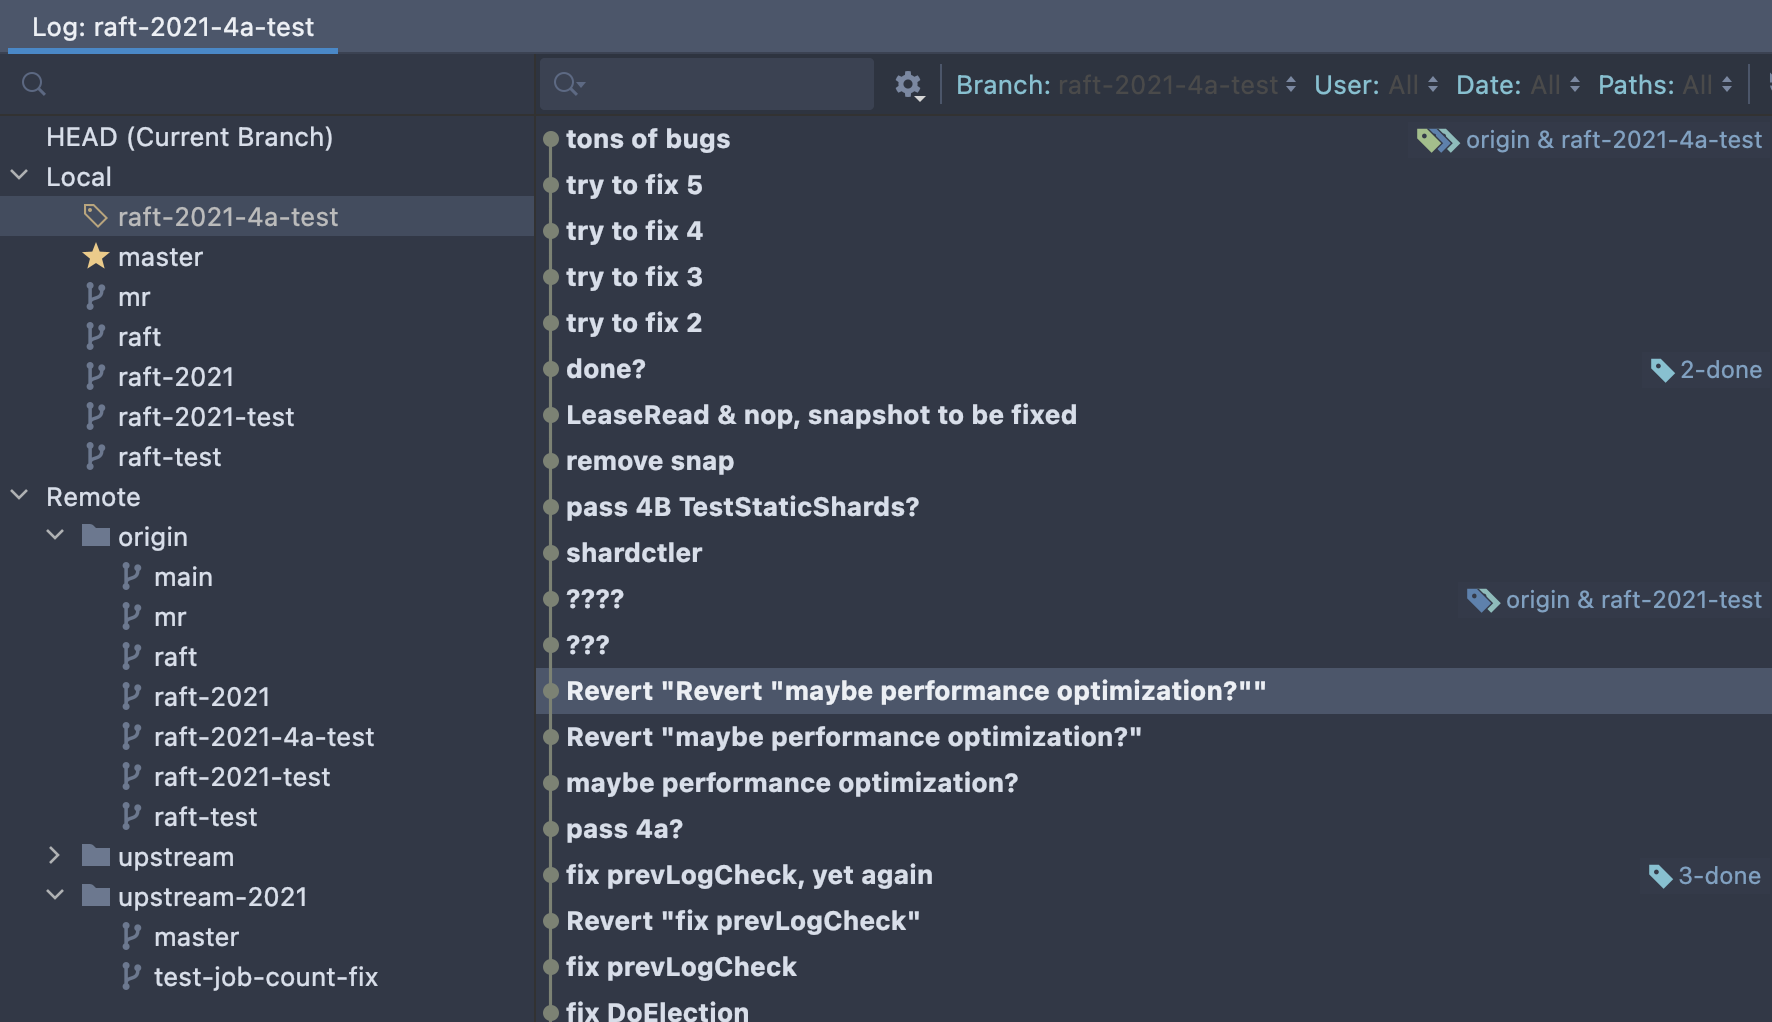 Log: raft-2021-4a-test
Branch: raft-2021-4a-test User: All Date: All Paths: All
HEAD (Current Branch)
Local
raft-2021-4a-test
master
mr
raft
raft-2021
raft-2021-test
raft-test
Remote
origin
main
mr
raft
raft-2021
raft-2021-4a-test
raft-2021-test
raft-test
upstream
upstream-2021
master
test-job-count-fix
tons of bugs origin & raft-2021-4a-test
try to fix 5
try to fix 4
try to fix 3
try to fix 2
done? 2-done
LeaseRead & nop, snapshot to be fixed
remove snap
pass 4B TestStaticShards?
shardctler
???? origin & raft-2021-test
???
Revert "Revert "maybe performance optimization?""
Revert "maybe performance optimization?"
maybe performance optimization?
pass 4a?
fix prevLogCheck, yet again 3-done
Revert "fix prevLogCheck"
fix prevLogCheck
fix DoElection